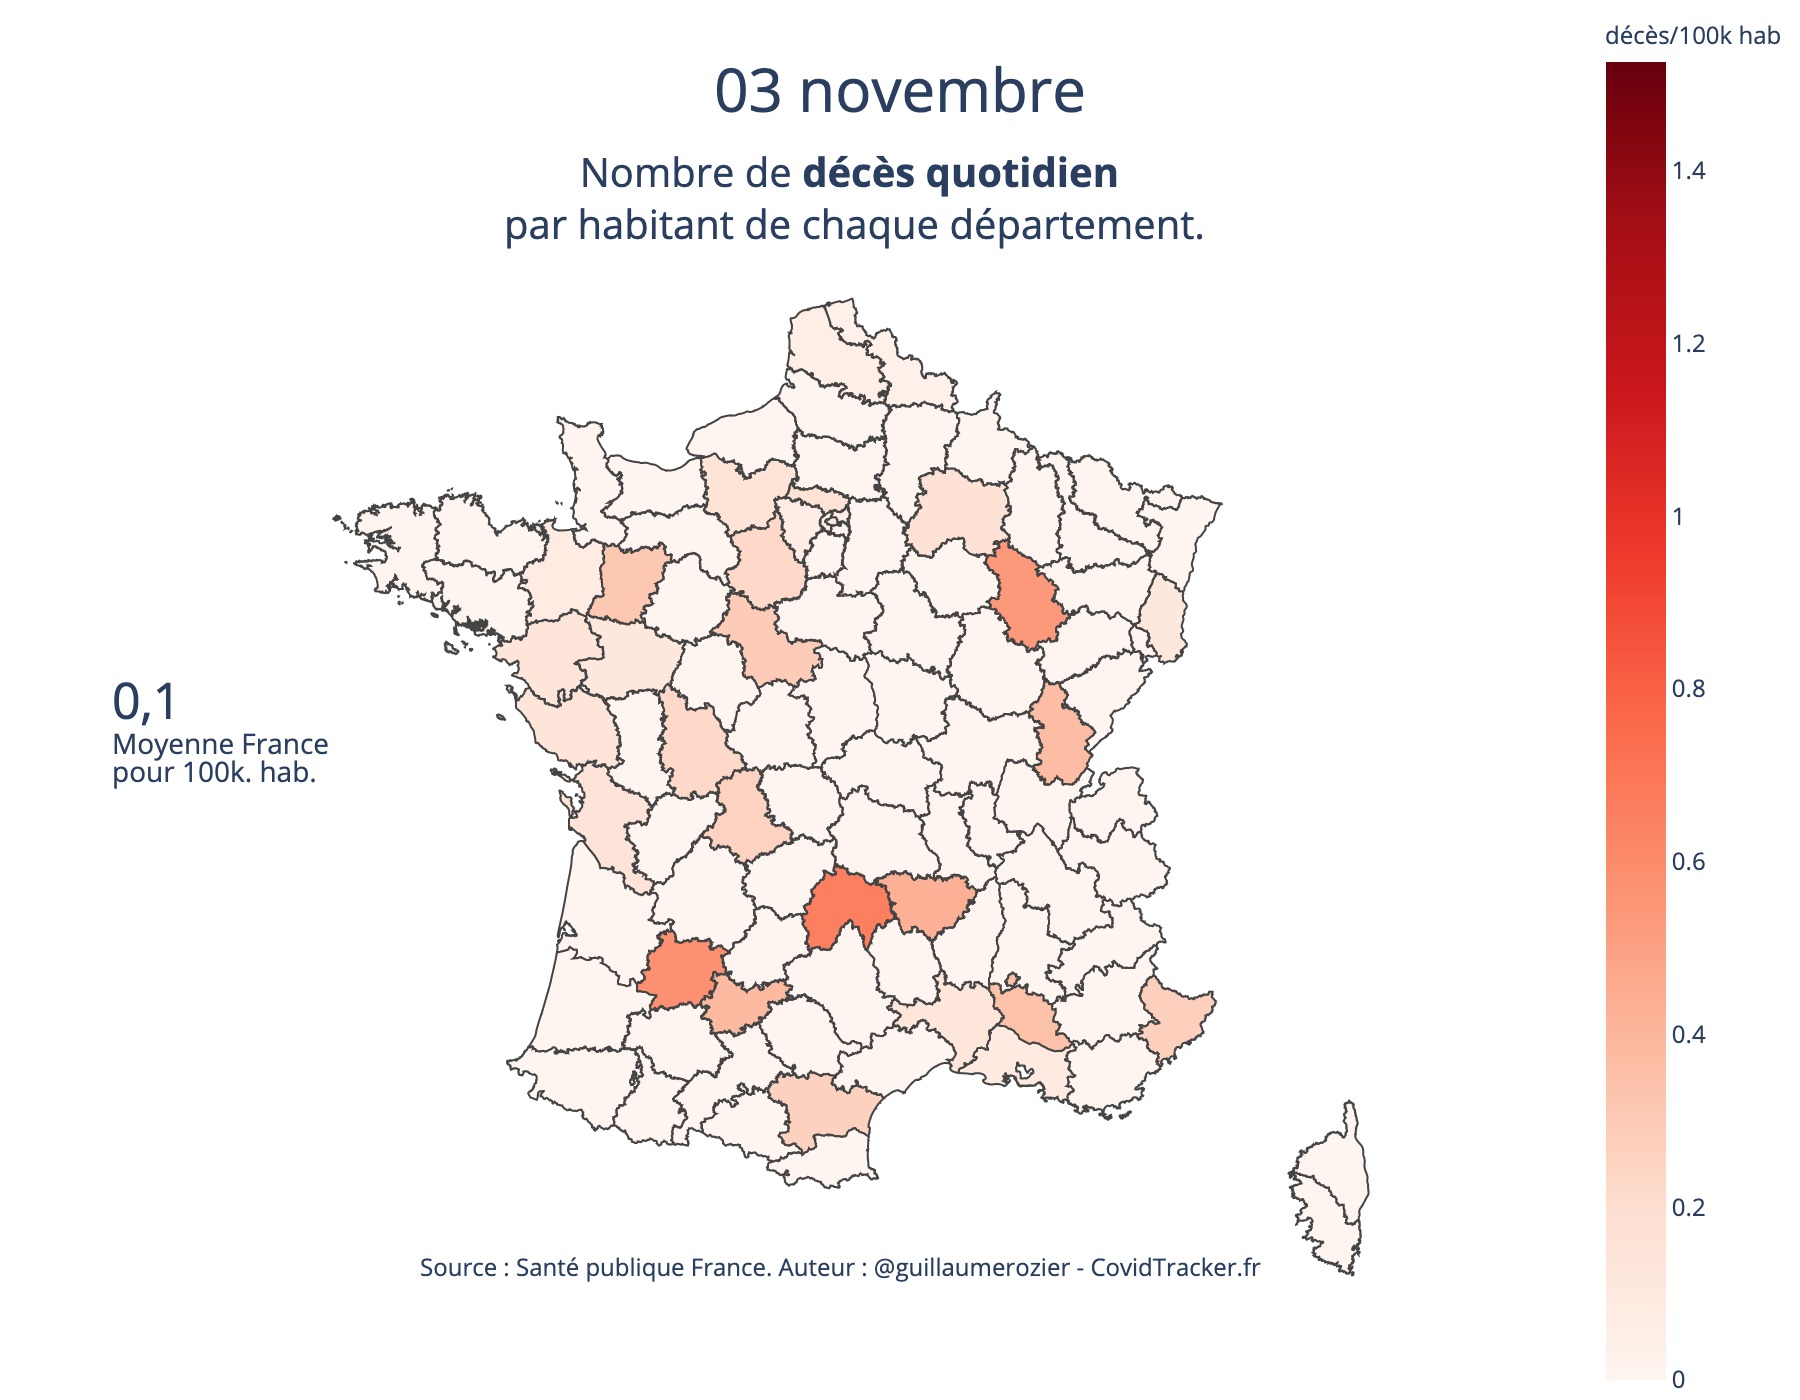 décès/100k hab
03 novembre
Nombre de décès quotidien
par habitant de chaque département.
1.4
1.2
1
0.8
0.6
0.4
0.2
0
0,1
Moyenne France
pour 100k. hab.
Source : Santé publique France. Auteur : @guillaumerozier - CovidTracker.fr